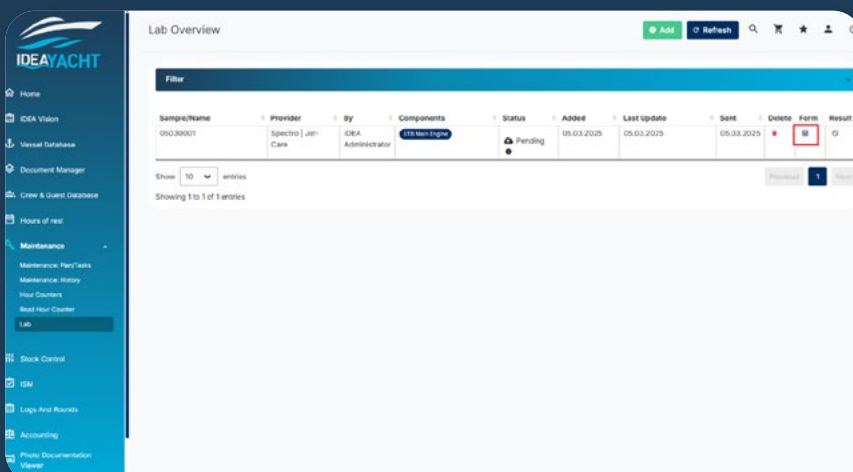 IDEAYACHT
Home
IDEA Vision
Vessel Database
Document Manager
Crew & Guest Database
Hours of rest
Maintenance
Maintenance: Plan/Tasks
Maintenance: History
Hour Counters
Read Hour Counter
Lab
Stock Control
ISM
Logs And Rounds
Accounting
Photo Documentation
Viewer
Lab Overview
Add
Refresh
Filter
Sample/Name Provider By Components Status Added Last Update Sent Delete Form Result
05030001 Spectro | Jet-Care IDEA Administrator STB Main Engine Pending 05.03.2025 05.03.2025 05.03.2025
Show 10 entries
Previous 1 Next
Showing 1 to 1 of 1 entries